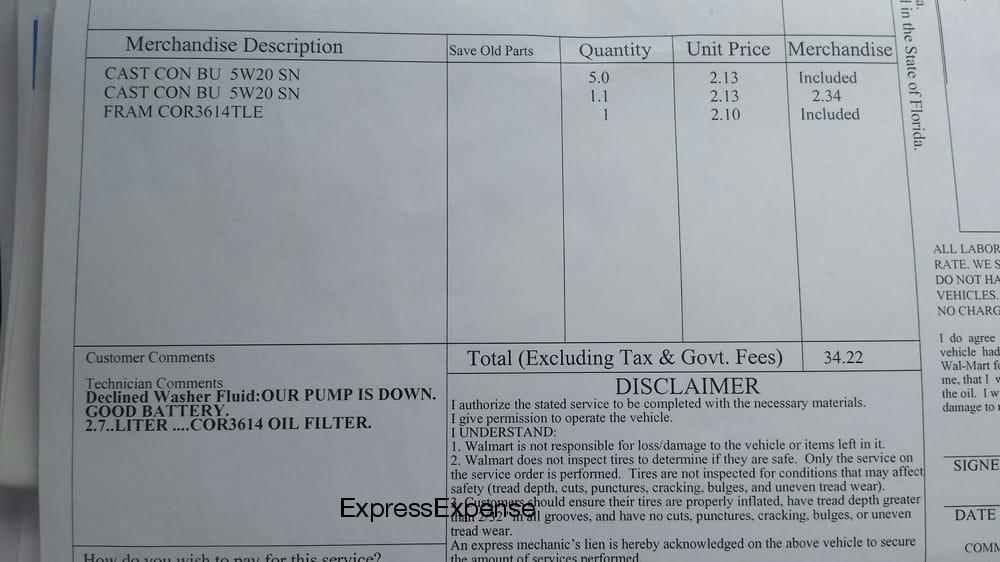 Merchandise Description Save Old Parts Quantity Unit Price Merchandise
CAST CON BU 5W20 SN 5.0 2.13 Included
CAST CON BU 5W20 SN 1.1 2.13 2.34
FRAM COR3614TLE 1 2.10 Included
Customer Comments
Total (Excluding Tax & Govt. Fees) 34.22
Technician Comments
Declined Washer Fluid:OUR PUMP IS DOWN.
GOOD BATTERY.
2.7..LITER ....COR3614 OIL FILTER.
DISCLAIMER
I authorize the stated service to be completed with the necessary materials.
I give permission to operate the vehicle.
I UNDERSTAND:
1. Walmart is not responsible for loss/damage to the vehicle or items left in it.
2. Walmart does not inspect tires to determine if they are safe. Only the service on
the service order is performed. Tires are not inspected for conditions that may affect
safety (tread depth, cuts, punctures, cracking, bulges, and uneven tread wear).
3. Customers should ensure their tires are properly inflated, have tread depth greater
than 2/32" in all grooves, and have no cuts, punctures, cracking, bulges, or uneven
tread wear.
An express mechanic's lien is hereby acknowledged on the above vehicle to secure
the amount of services performed
How do you wish to pay for this service?
ExpressExpense
in the State of Florida.
ALL LABOR
RATE. WE S
DO NOT HA
VEHICLES.
NO CHARG
I do agree
vehicle had
Wal-Mart fo
me, that I w
the oil. I w
damage to
SIGNE
DATE
COMM